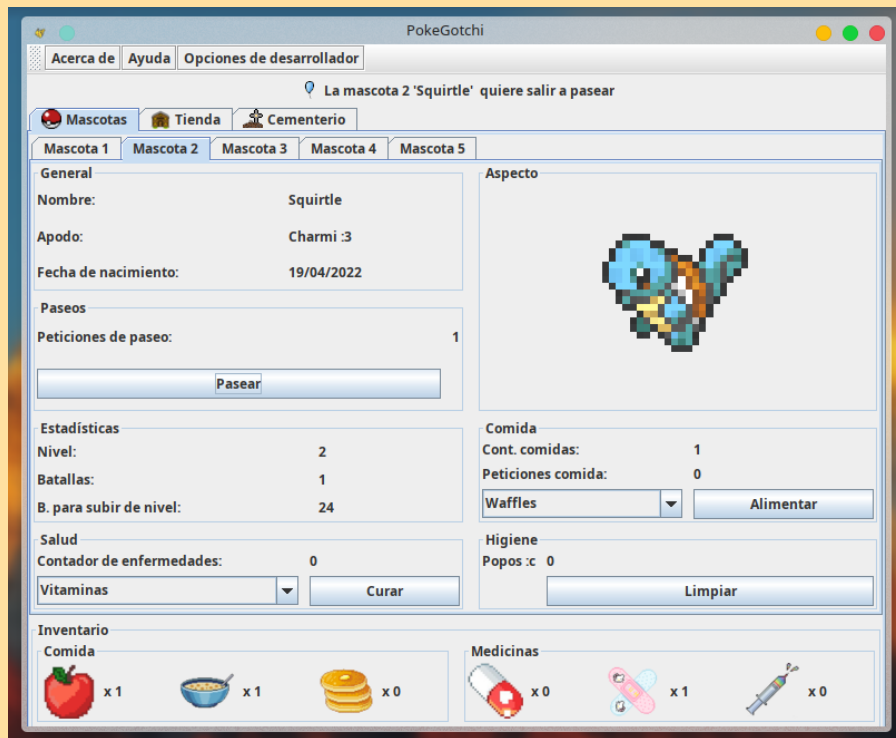 PokeGotchi
Acerca de Ayuda Opciones de desarrollador
La mascota 2 'Squirtle' quiere salir a pasear
Mascotas Tienda Cementerio
Mascota 1 Mascota 2 Mascota 3 Mascota 4 Mascota 5
General
Nombre: Squirtle
Apodo: Charmi :3
Fecha de nacimiento: 19/04/2022
Aspecto
Paseos
Peticiones de paseo: 1
Pasear
Estadísticas
Nivel: 2
Batallas: 1
B. para subir de nivel: 24
Comida
Cont. comidas: 1
Peticiones comida: 0
Waffles Alimentar
Salud
Contador de enfermedades: 0
Vitaminas Curar
Higiene
Popos :c 0
Limpiar
Inventario
Comida
x 1 x 1 x 0
Medicinas
x 0 x 1 x 0